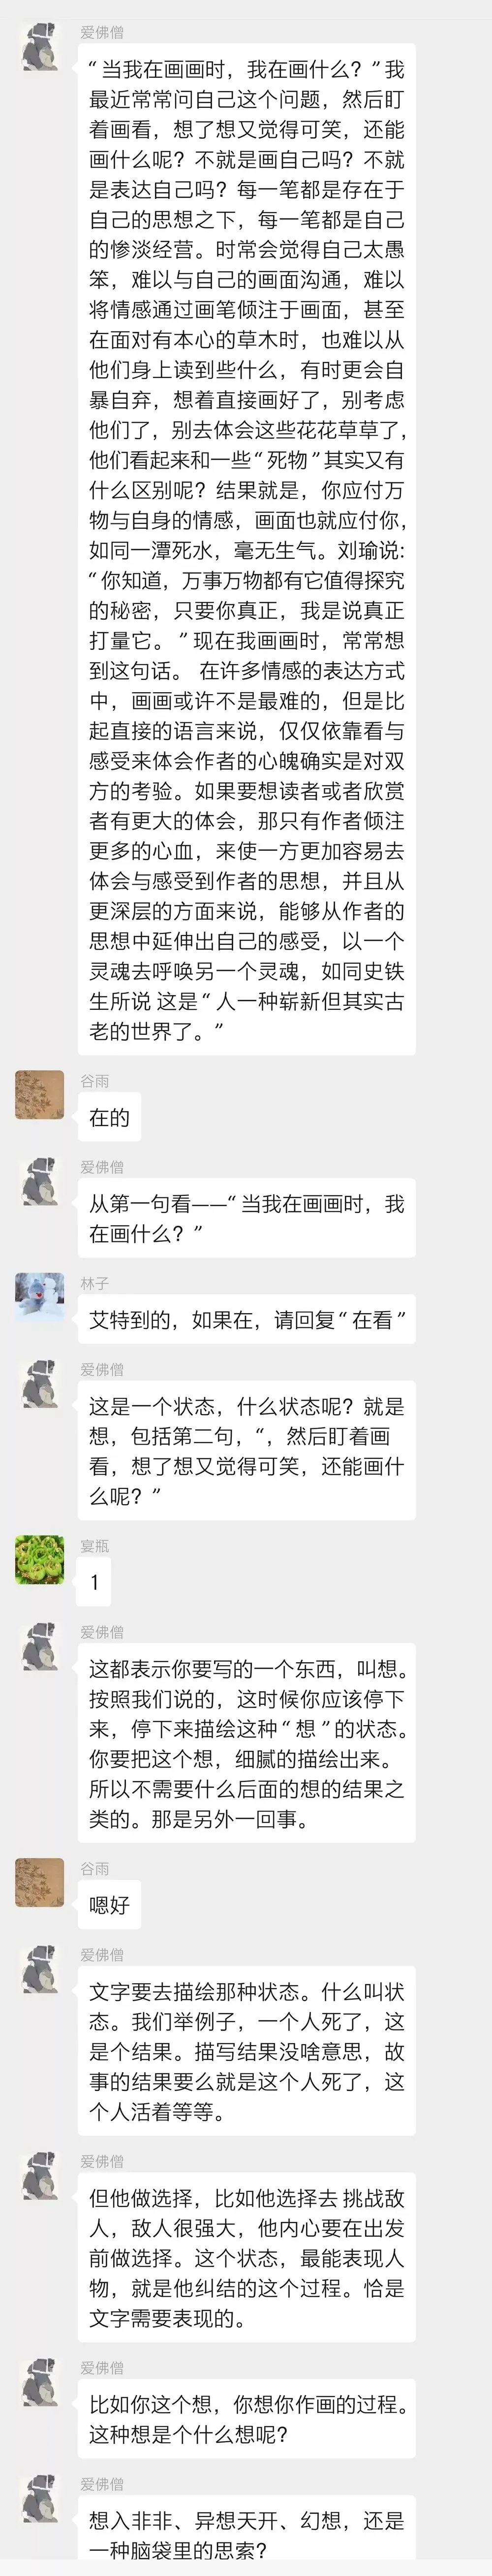 爱佛僧
“当我在画画时，我在画什么？”我
最近常常问自己这个问题，然后盯
着画看，想了想又觉得可笑，还能
画什么呢？不就是画自己吗？不就
是表达自己吗？每一笔都是存在于
自己的思想之下，每一笔都是自己
的惨淡经营。时常会觉得自己太愚
笨，难以与自己的画面沟通，难以
将情感通过画笔倾注于画面，甚至
在面对有本心的草木时，也难以从
他们身上读到些什么，有时更会自
暴自弃，想着直接画好了，别考虑
他们了，别去体会这些花花草草了，
他们看起来和一些“死物”其实又有
什么区别呢？结果就是，你应付万
物与自身的情感，画面也就应付你，
如同一潭死水，毫无生气。刘瑜说：
“你知道，万事万物都有它值得探究
的秘密，只要你真正，我是说真正
打量它。”现在我画画时，常常想
到这句话。 在许多情感的表达方式
中，画画或许不是最难的，但是比
起直接的语言来说，仅仅依靠看与
感受来体会作者的心魄确实是对双
方的考验。如果要想读者或者欣赏
者有更大的体会，那只有作者倾注
更多的心血，来使一方更加容易去
体会与感受到作者的思想，并且从
更深层的方面来说，能够从作者的
思想中延伸出自己的感受，以一个
灵魂去呼唤另一个灵魂，如同史铁
生所说 这是“人一种崭新但其实古
老的世界了。”
谷雨
在的
爱佛僧
从第一句看——“当我在画画时，我
在画什么？”
林子
艾特到的，如果在，请回复“在看”
爱佛僧
这是一个状态，什么状态呢？就是
想，包括第二句，“，然后盯着画
看，想了想又觉得可笑，还能画什
么呢？”
宴瓶
1
爱佛僧
这都表示你要写的一个东西，叫想。
按照我们说的，这时候你应该停下
来，停下来描绘这种“想”的状态。
你要把这个想，细腻的描绘出来。
所以不需要什么后面的想的结果之
类的。那是另外一回事。
谷雨
嗯好
爱佛僧
文字要去描绘那种状态。什么叫状
态。我们举例子，一个人死了，这
是个结果。描写结果没啥意思，故
事的结果要么就是这个人死了，这
个人活着等等。
爱佛僧
但他做选择，比如他选择去 挑战敌
人，敌人很强大，他内心要在出发
前做选择。这个状态，最能表现人
物，就是他纠结的这个过程。恰是
文字需要表现的。
爱佛僧
比如你这个想，你想你作画的过程。
这种想是个什么想呢？
爱佛僧
想入非非、异想天开、幻想，还是
一种脑袋里的思索？